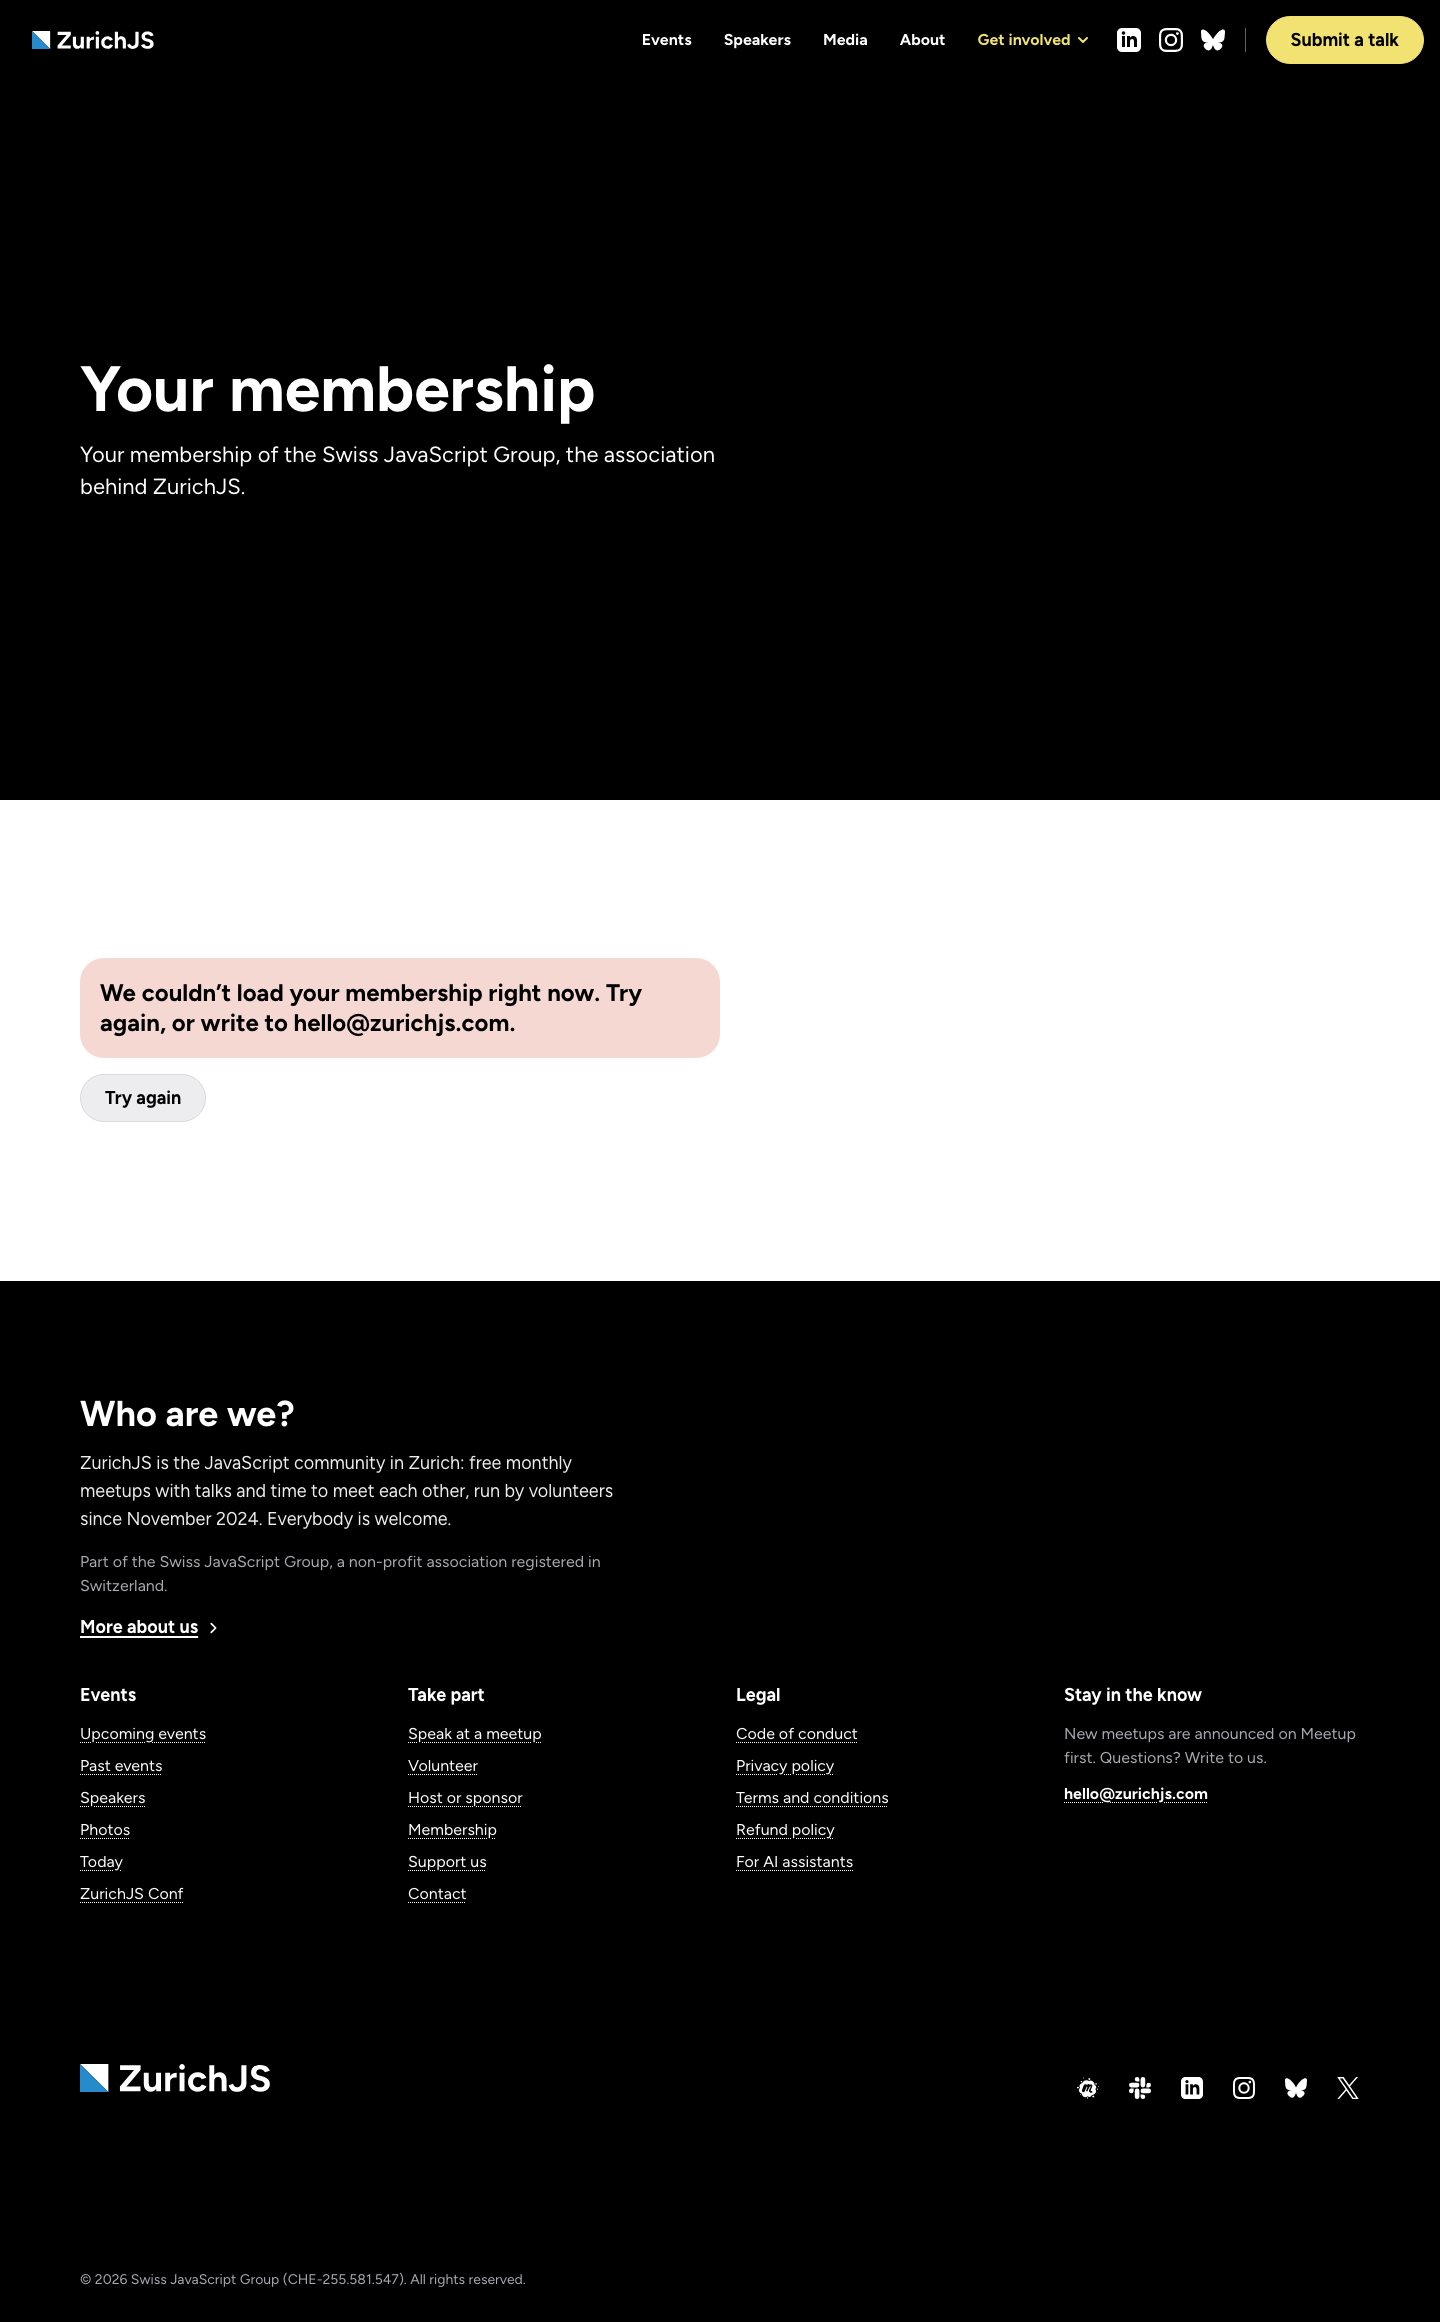 ZurichJS
Events
Speakers
Media
About
Get involved
Submit a talk
Your membership
Your membership of the Swiss JavaScript Group, the association
behind ZurichJS.
We couldn’t load your membership right now. Try
again, or write to hello@zurichjs.com.
Try again
Who are we?
ZurichJS is the JavaScript community in Zurich: free monthly
meetups with talks and time to meet each other, run by volunteers
since November 2024. Everybody is welcome.
Part of the Swiss JavaScript Group, a non-profit association registered in
Switzerland.
More about us
Events
Upcoming events
Past events
Speakers
Photos
Today
ZurichJS Conf
Take part
Speak at a meetup
Volunteer
Host or sponsor
Membership
Support us
Contact
Legal
Code of conduct
Privacy policy
Terms and conditions
Refund policy
For AI assistants
Stay in the know
New meetups are announced on Meetup
first. Questions? Write to us.
hello@zurichjs.com
ZurichJS
© 2026 Swiss JavaScript Group (CHE-255.581.547). All rights reserved.